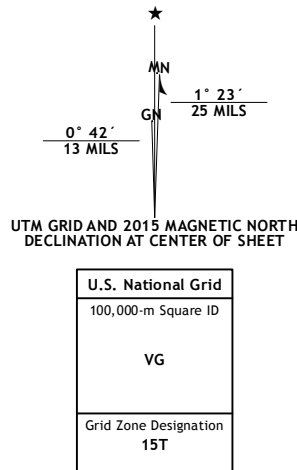 ★
MN
1° 23´
25 MILS
GN
0° 42´
13 MILS
UTM GRID AND 2015 MAGNETIC NORTH
DECLINATION AT CENTER OF SHEET
U.S. National Grid
100,000-m Square ID
VG
Grid Zone Designation
15T